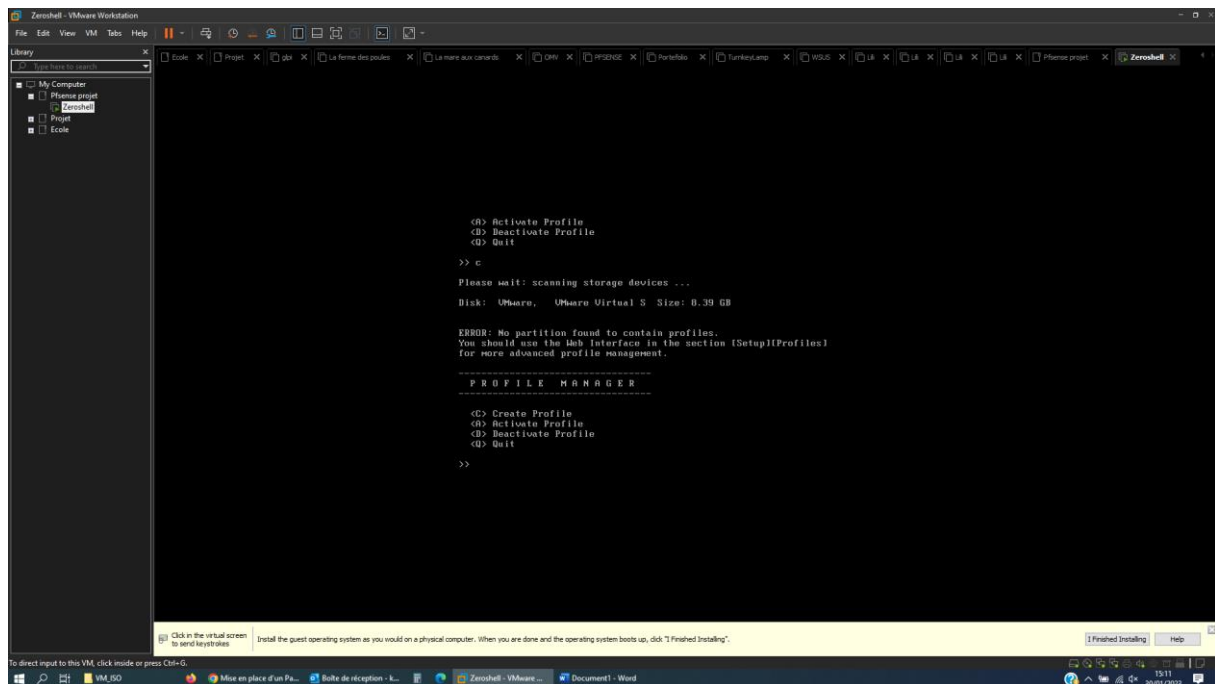 Zeroshell - VMware Workstation
File Edit View VM Tabs Help
Library
Type here to search
My Computer
Pfsense projet
Zeroshell
Projet
Ecole
Ecole Projet glpi La ferme des poules La mare aux canards OMV PFSENSE Portefolio TurnkeyLamp WSUS Pfsense projet Zeroshell
<A> Activate Profile
<D> Deactivate Profile
<Q> Quit
>> c
Please wait: scanning storage devices ...
Disk: VMware, VMware Virtual S Size: 8.39 GB
ERROR: No partition found to contain profiles.
You should use the Web Interface in the section [Setup][Profiles]
for more advanced profile management.
-----------------------------------
P R O F I L E M A N A G E R
-----------------------------------
<C> Create Profile
<A> Activate Profile
<D> Deactivate Profile
<Q> Quit
>>
Click in the virtual screen
to send keystrokes
Install the guest operating system as you would on a physical computer. When you are done and the operating system boots up, click "I Finished Installing".
I Finished Installing Help
To direct input to this VM, click inside or press Ctrl+G.
VM_ISO Mise en place d'un Pa... Boîte de réception - k... Zeroshell - VMware ... Document1 - Word
15:11
20/01/2022